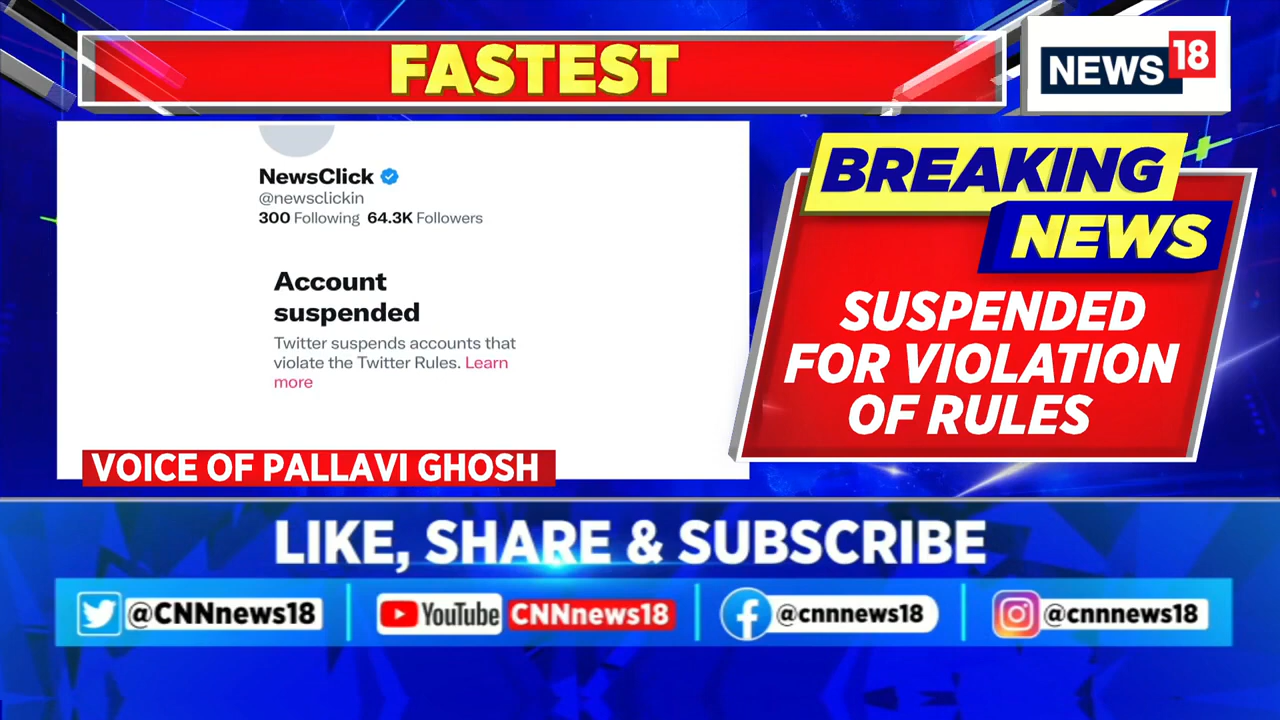 FASTEST
NEWS 18
NewsClick
@newsclickin
300 Following 64.3K Followers
Account
suspended
Twitter suspends accounts that
violate the Twitter Rules. Learn
more
VOICE OF PALLAVI GHOSH
BREAKING
NEWS
SUSPENDED
FOR VIOLATION
OF RULES
LIKE, SHARE & SUBSCRIBE
@CNNnews18
YouTube CNNnews18
@cnnnews18
@cnnnews18